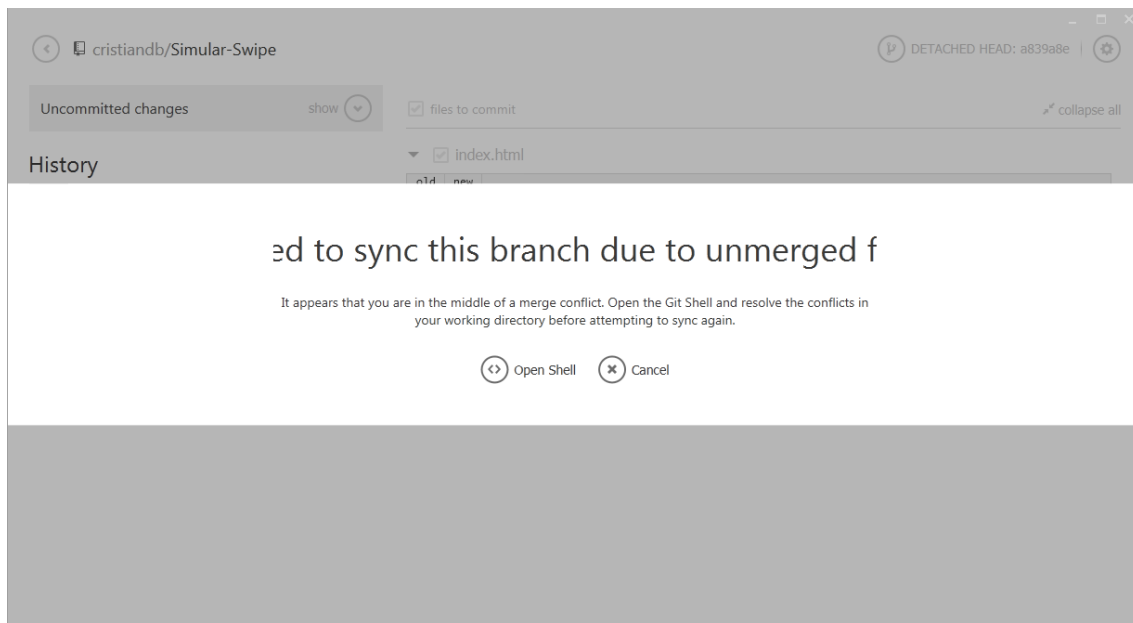 cristiandb/Simular-Swipe
DETACHED HEAD: a839a8e
Uncommitted changes
show
files to commit
collapse all
History
index.html
old new
ed to sync this branch due to unmerged f
It appears that you are in the middle of a merge conflict. Open the Git Shell and resolve the conflicts in
your working directory before attempting to sync again.
Open Shell
Cancel